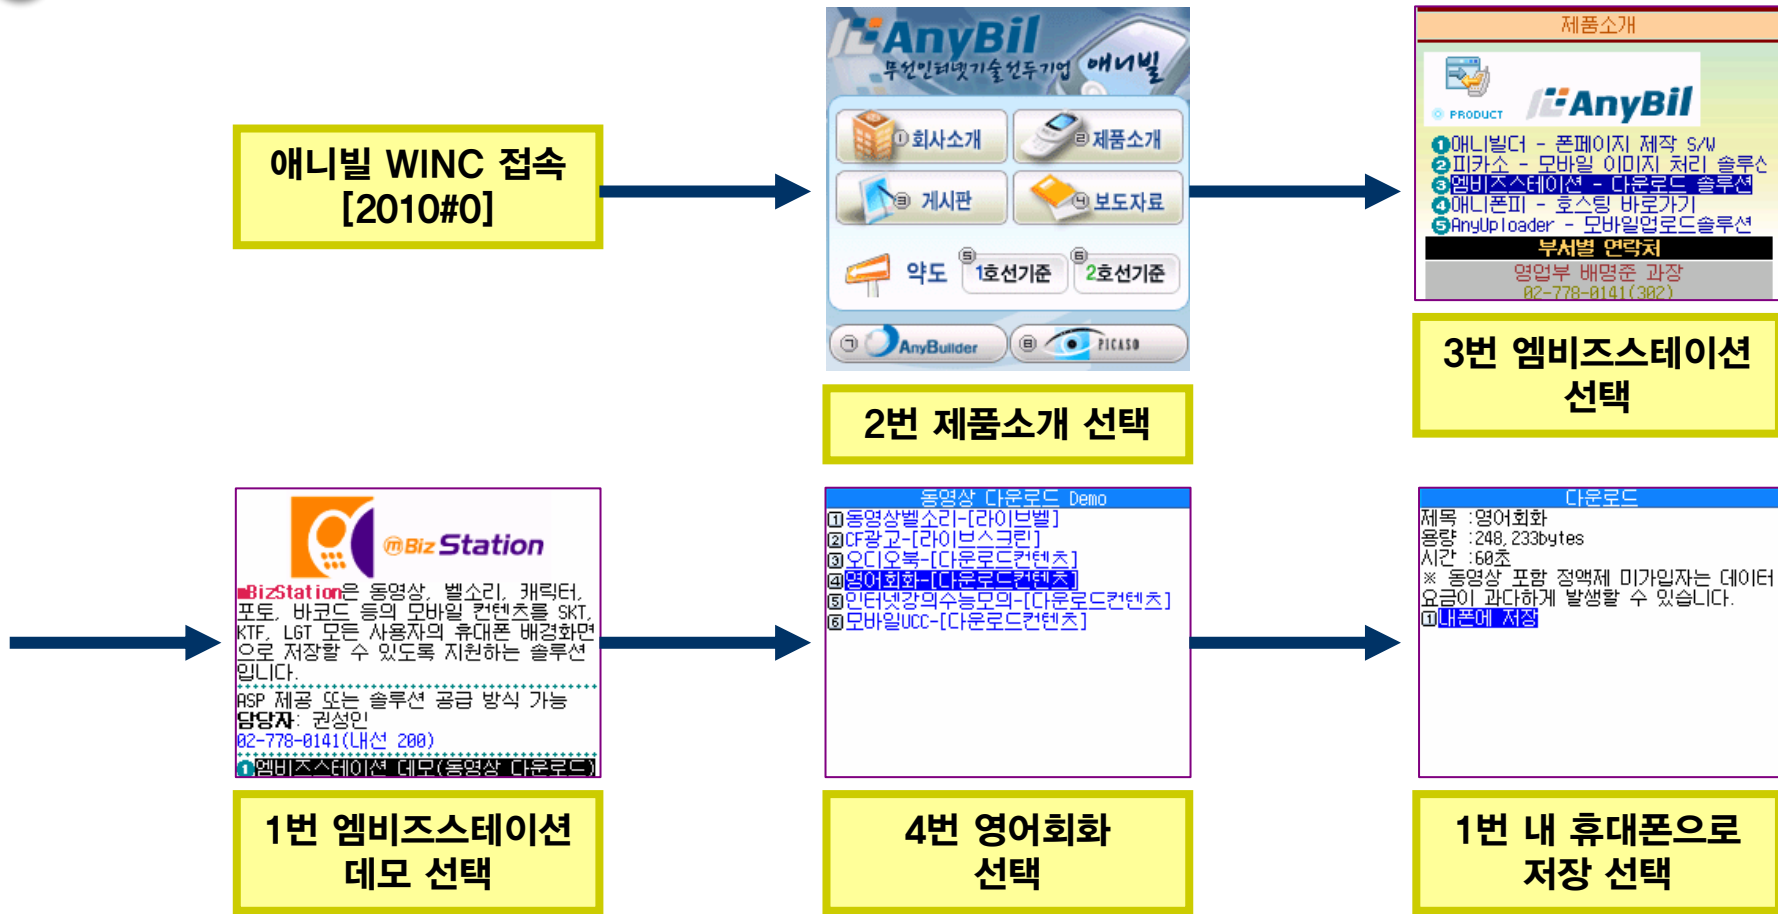 애니빌 WINC 접속
[2010#0]
AnyBil
무선인터넷기술선두기업 애니빌
① 회사소개
② 제품소개
③ 게시판
④ 보도자료
약도
⑤ 1호선기준
⑥ 2호선기준
⑦ AnyBuilder
⑧ PICASO
2번 제품소개 선택
제품소개
PRODUCT
AnyBil
❶애니빌더 - 폰페이지 제작 S/W
❷피카소 - 모바일 이미지 처리 솔루션
❸엠비즈스테이션 - 다운로드 솔루션
❹애니폰피 - 호스팅 바로가기
❺AnyUploader - 모바일업로드솔루션
부서별 연락처
영업부 배명준 과장
02-778-0141(302)
3번 엠비즈스테이션
선택
mBiz Station
mBizStation은 동영상, 벨소리, 캐릭터,
포토, 바코드 등의 모바일 컨텐츠를 SKT,
KTF, LGT 모든 사용자의 휴대폰 배경화면
으로 저장할 수 있도록 지원하는 솔루션
입니다.
ASP 제공 또는 솔루션 공급 방식 가능
담당자: 권성인
02-778-0141(내선 200)
❶엠비즈스테이션 데모(동영상 다운로드)
1번 엠비즈스테이션
데모 선택
동영상 다운로드 Demo
1동영상벨소리-[라이브벨]
2CF광고-[라이브스크린]
3오디오북-[다운로드컨텐츠]
4영어회화-[다운로드컨텐츠]
5인터넷강의수능모의-[다운로드컨텐츠]
6모바일UCC-[다운로드컨텐츠]
4번 영어회화
선택
다운로드
제목 :영어회화
용량 :248,233bytes
시간 :60초
※ 동영상 포함 정액제 미가입자는 데이터
요금이 과다하게 발생할 수 있습니다.
1내폰에 저장
1번 내 휴대폰으로
저장 선택